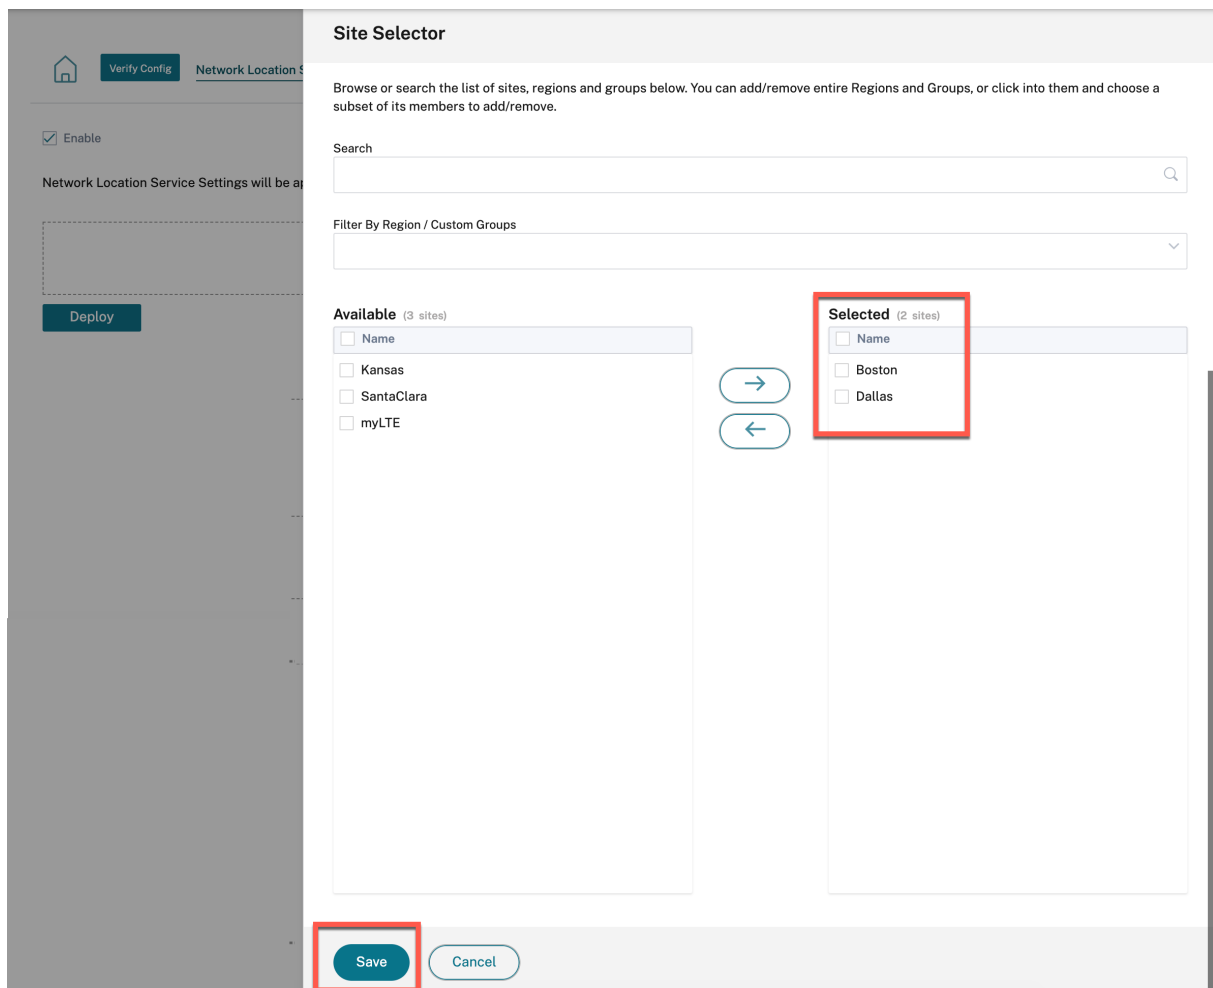 Site Selector
Verify Config
Network Location S
Browse or search the list of sites, regions and groups below. You can add/remove entire Regions and Groups, or click into them and choose a
subset of its members to add/remove.
Enable
Search
Network Location Service Settings will be ap
Filter By Region / Custom Groups
Deploy
Available (3 sites)
Name
Kansas
SantaClara
myLTE
Selected (2 sites)
Name
Boston
Dallas
Save
Cancel